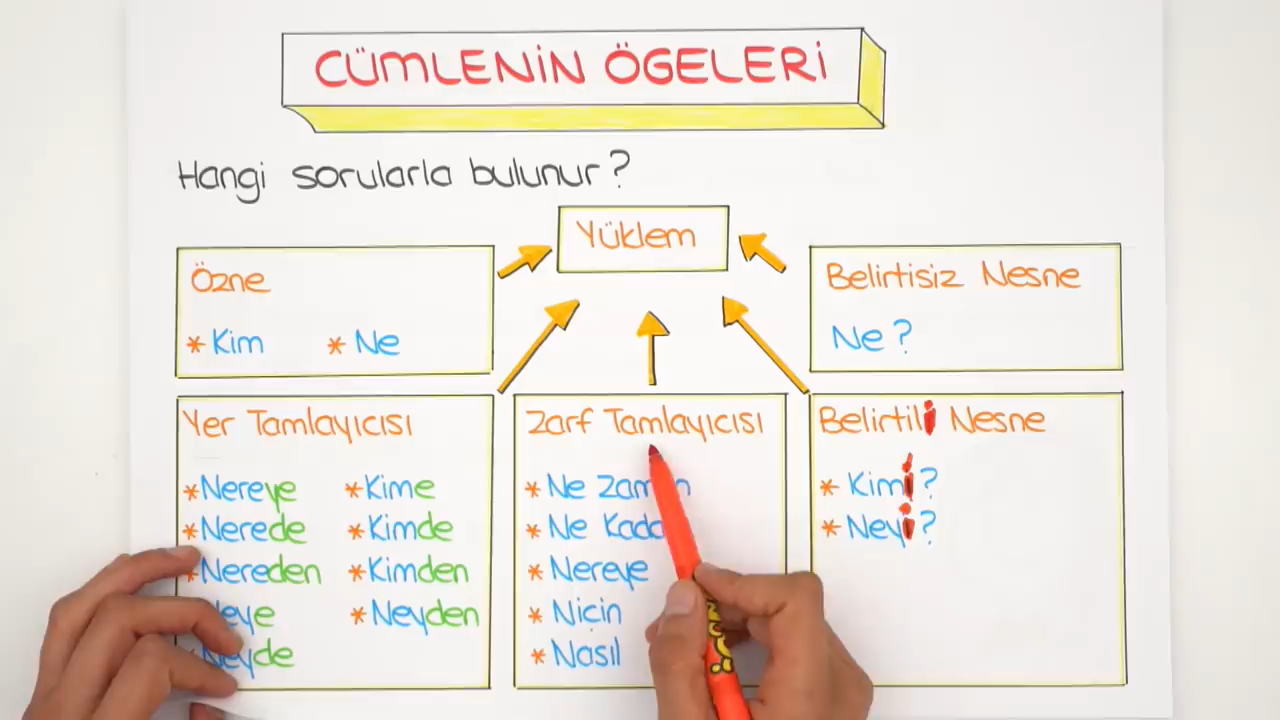 CÜMLENİN ÖGELERİ
Hangi sorularla bulunur?
Yüklem
Özne
* Kim * Ne
Belirtisiz Nesne
Ne?
Yer Tamlayıcısı
* Nereye * Kime
* Nerede * Kimde
* Nereden * Kimden
* Neyden
Zarf Tamlayıcısı
* Ne
* Ne
* Nereye
* Niçin
* Nasıl
Belirtili Nesne
* Kimi?
* Neyi?